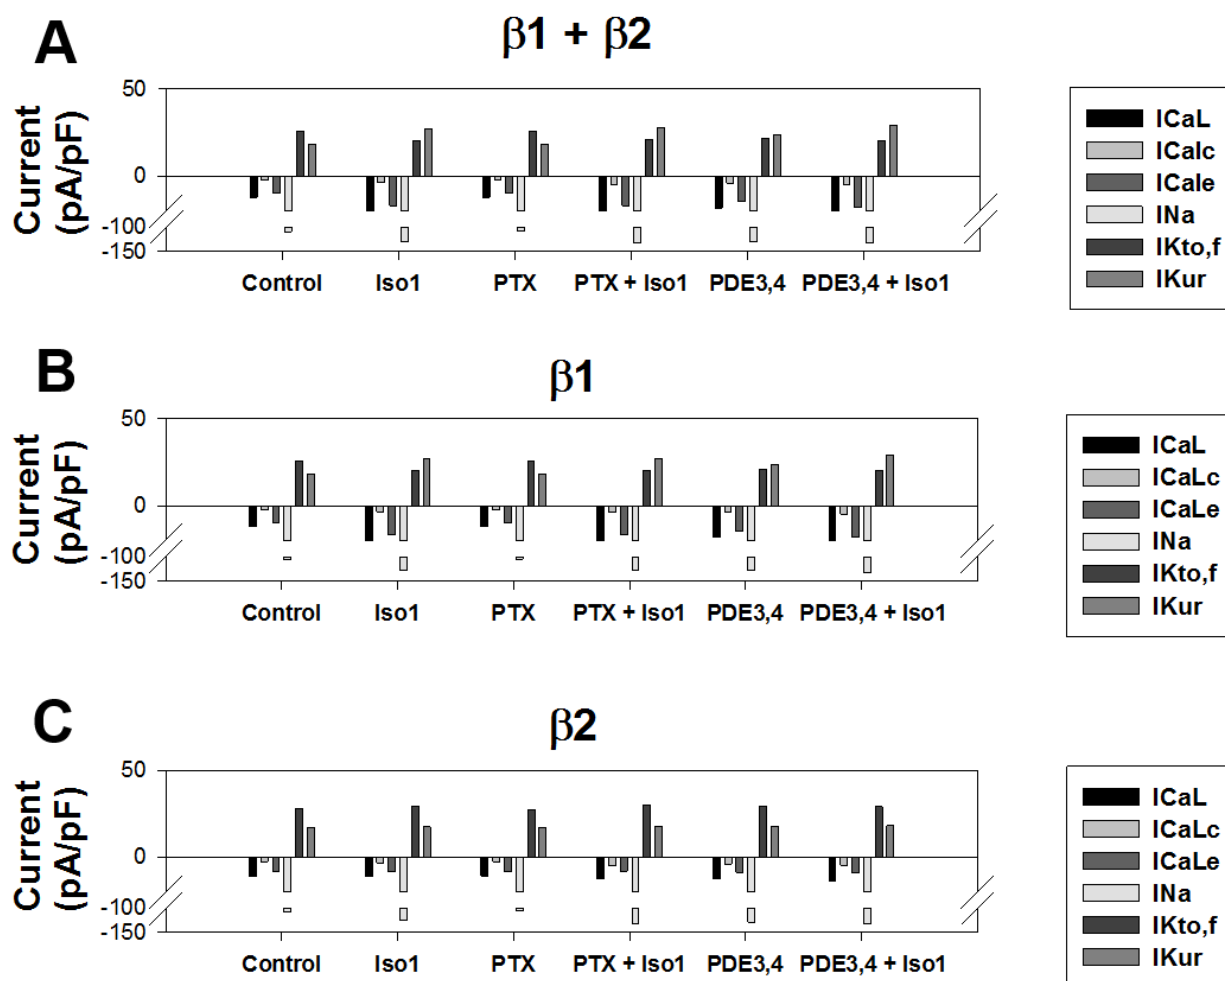 A
β1 + β2
Current
(pA/pF)
50
0
-100
-150
Control Iso1 PTX PTX + Iso1 PDE3,4 PDE3,4 + Iso1
ICaL
ICalc
ICale
INa
IKto,f
IKur
B
β1
Current
(pA/pF)
50
0
-100
-150
Control Iso1 PTX PTX + Iso1 PDE3,4 PDE3,4 + Iso1
ICaL
ICaLc
ICaLe
INa
IKto,f
IKur
C
β2
Current
(pA/pF)
50
0
-100
-150
Control Iso1 PTX PTX + Iso1 PDE3,4 PDE3,4 + Iso1
ICaL
ICaLc
ICaLe
INa
IKto,f
IKur